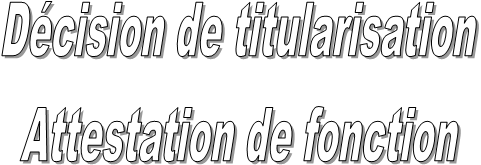 Décision de titularisation
Attestation de fonction